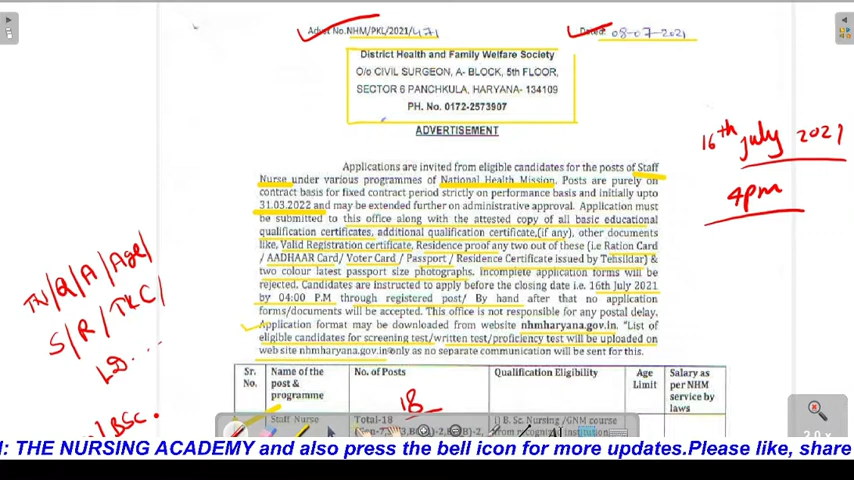 Advt No.NHM/PKL/2021/471
Dated: 08-07-2021
District Health and Family Welfare Society
O/o CIVIL SURGEON, A- BLOCK, 5th FLOOR,
SECTOR 6 PANCHKULA, HARYANA- 134109
PH. No. 0172-2573907
ADVERTISEMENT
16th July 2021
4pm
Applications are invited from eligible candidates for the posts of Staff
Nurse under various programmes of National Health Mission. Posts are purely on
contract basis for fixed contract period strictly on performance basis and initially upto
31.03.2022 and may be extended further on administrative approval. Application must
be submitted to this office along with the attested copy of all basic educational
qualification certificates, additional qualification certificate,(if any), other documents
like, Valid Registration certificate, Residence proof any two out of these (i.e Ration Card
/ AADHAAR Card/ Voter Card / Passport / Residence Certificate issued by Tehsildar) &
two colour latest passport size photographs. Incomplete application forms will be
rejected. Candidates are instructed to apply before the closing date i.e. 16th July 2021
by 04:00 P.M through registered post/ By hand after that no application
forms/documents will be accepted. This office is not responsible for any postal delay.
Application format may be downloaded from website nhmharyana.gov.in. "List of
eligible candidates for screening test/written test/proficiency test will be uploaded on
web site nhmharyana.gov.in only as no separate communication will be sent for this.
TN/Q/A/Age/
S/R/TKC/
LD...
BSC.
Sr. No. Name of the post & programme No. of Posts Qualification Eligibility Age Limit Salary as per NHM service by laws
18
Staff Nurse Total-18 i) B. Sc. Nursing /GNM course
from recognized institution
2.0x
: THE NURSING ACADEMY and also press the bell icon for more updates.Please like, share